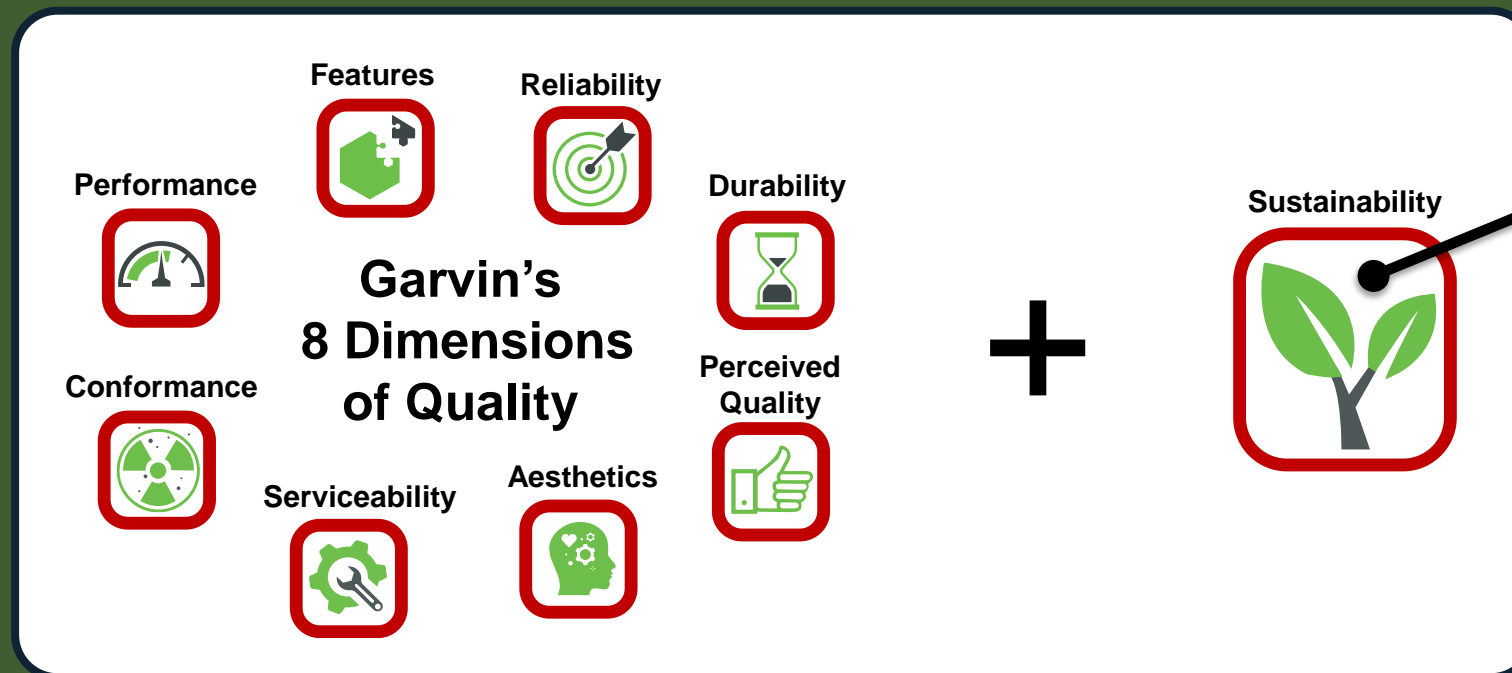 Features
Reliability
Performance
Durability
Sustainability
Garvin's
8 Dimensions
of Quality
Perceived
Quality
Conformance
Aesthetics
Serviceability
+